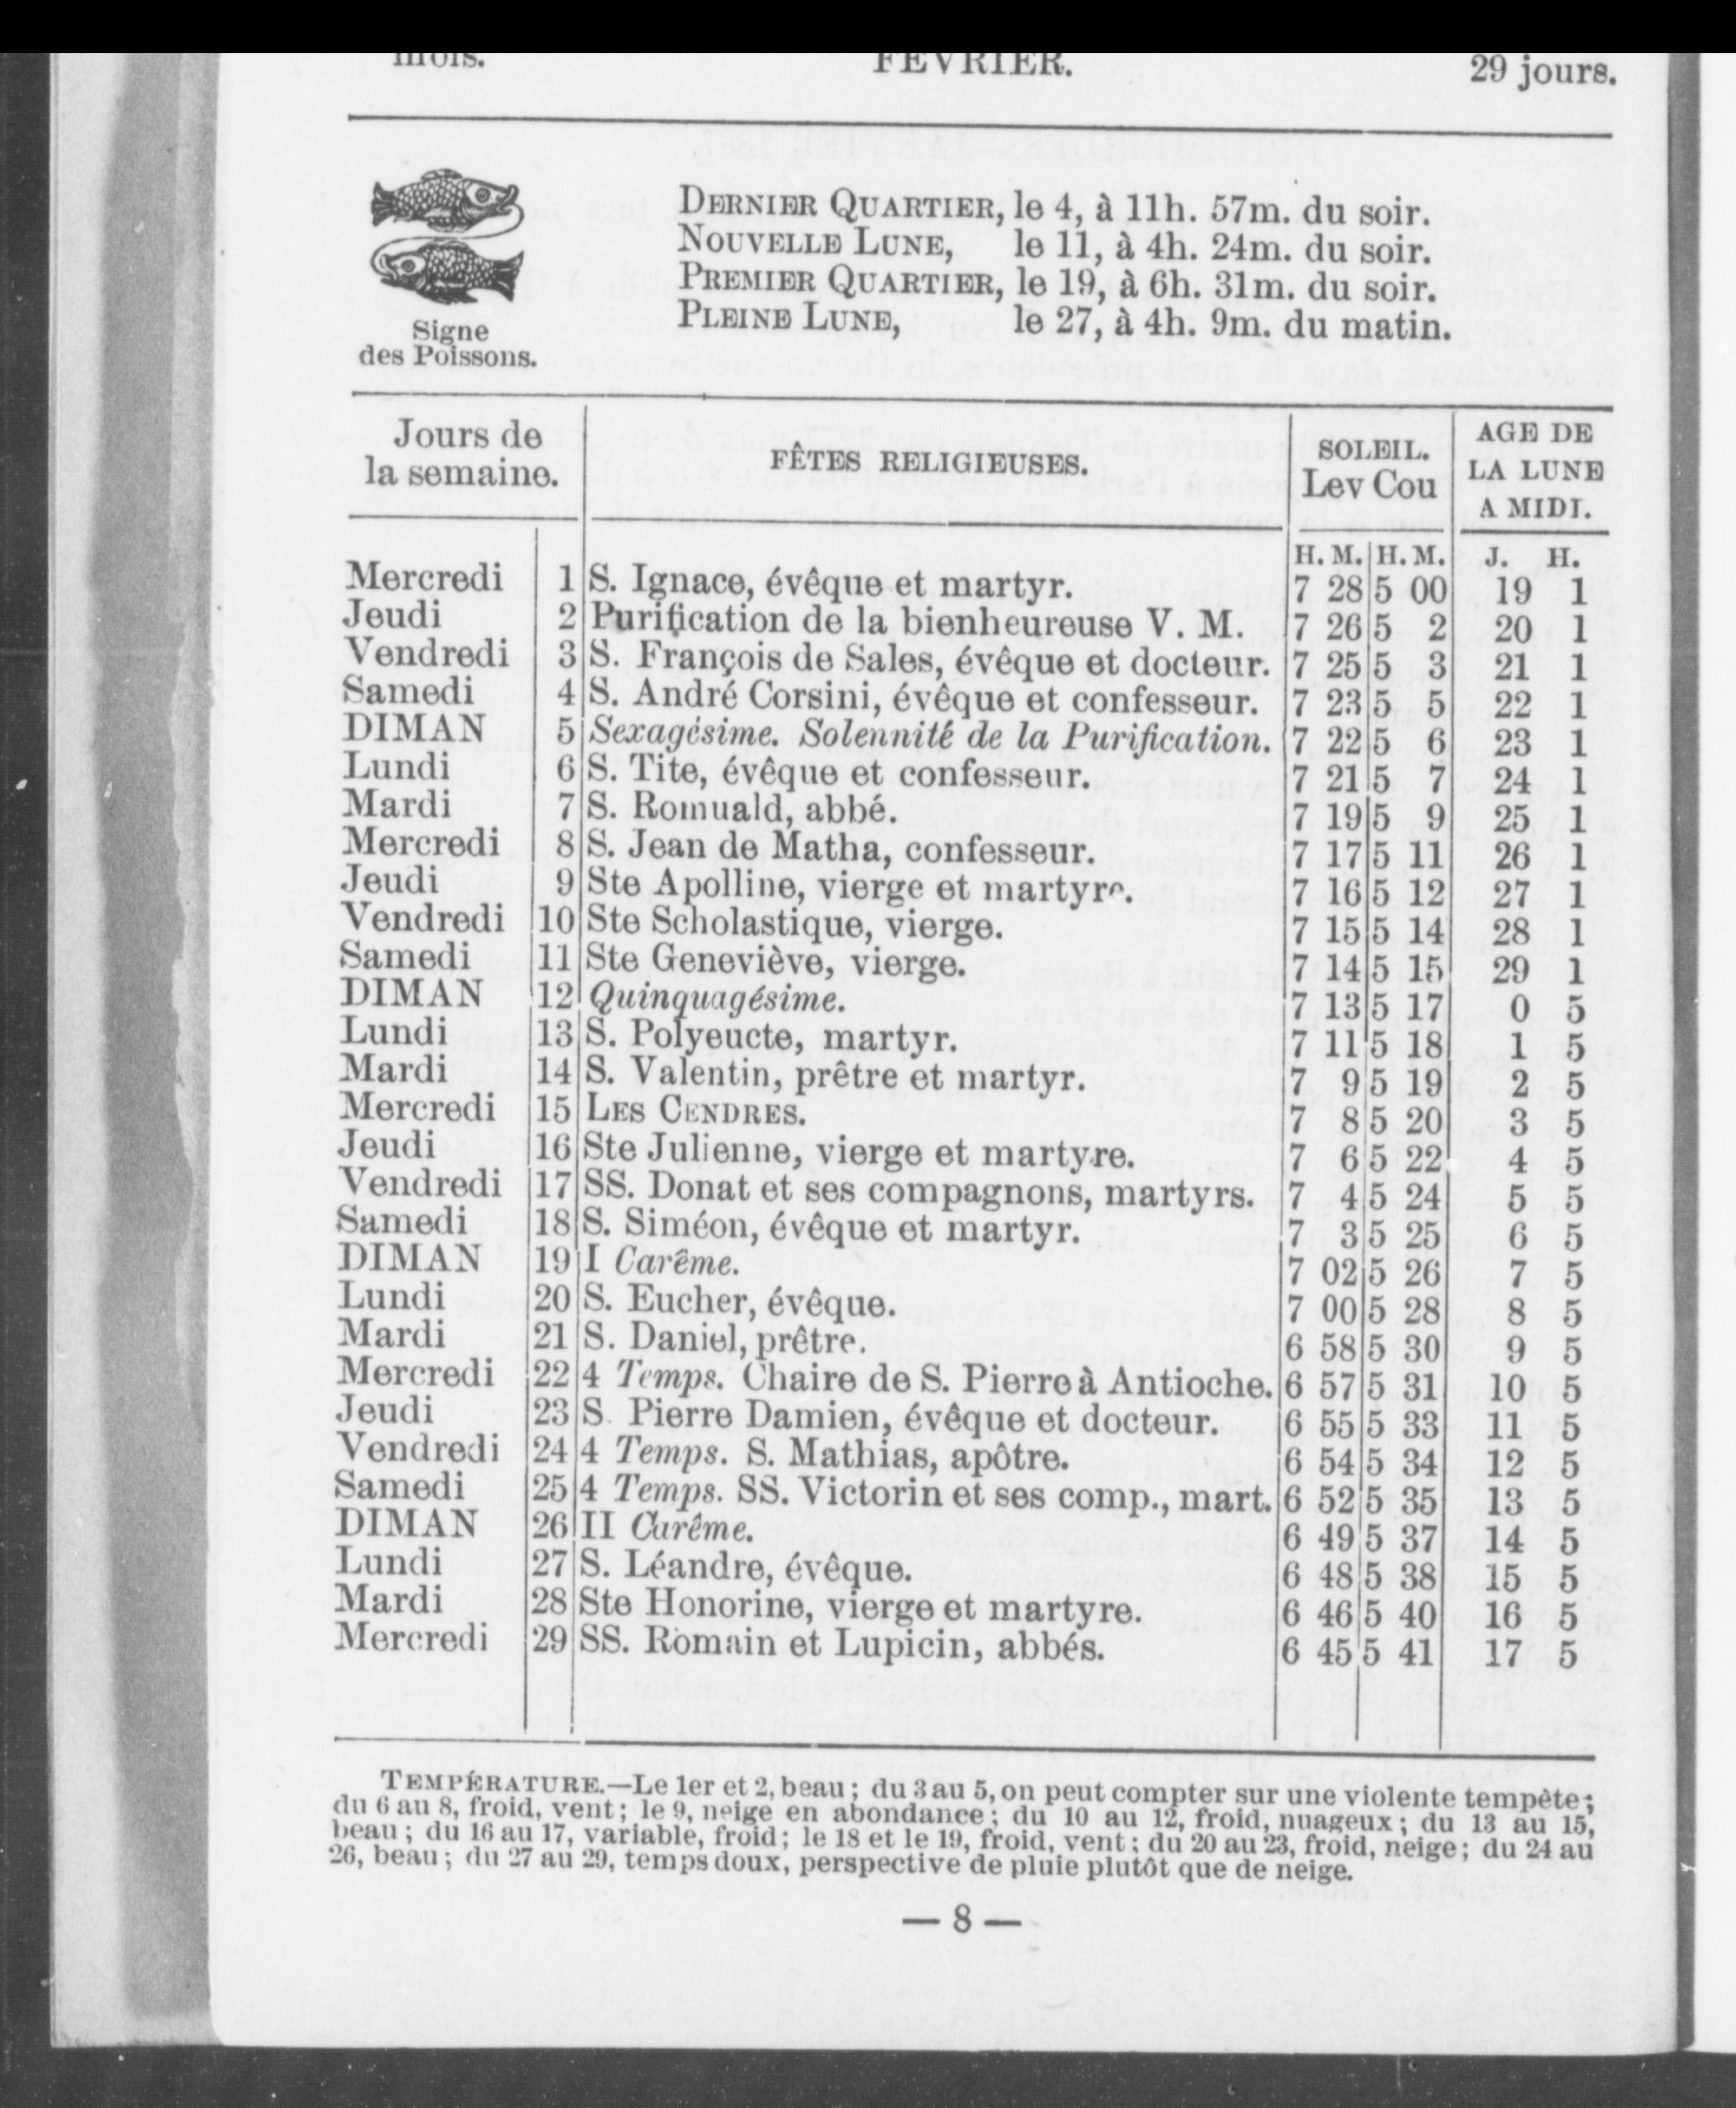 mois. FEVRIER. 29 jours.
DERNIER QUARTIER, le 4, à 11h. 57m. du soir.
NOUVELLE LUNE, le 11, à 4h. 24m. du soir.
PREMIER QUARTIER, le 19, à 6h. 31m. du soir.
PLEINE LUNE, le 27, à 4h. 9m. du matin.
Signe
des Poissons.
Jours de la semaine. FÊTES RELIGIEUSES. SOLEIL. Lev Cou AGE DE LA LUNE A MIDI.
H. M. H. M. J. H.
Mercredi 1 S. Ignace, évêque et martyr. 7 28 5 00 19 1
Jeudi 2 Purification de la bienheureuse V. M. 7 26 5 2 20 1
Vendredi 3 S. François de Sales, évêque et docteur. 7 25 5 3 21 1
Samedi 4 S. André Corsini, évêque et confesseur. 7 23 5 5 22 1
DIMAN 5 Sexagésime. Solennité de la Purification. 7 22 5 6 23 1
Lundi 6 S. Tite, évêque et confesseur. 7 21 5 7 24 1
Mardi 7 S. Romuald, abbé. 7 19 5 9 25 1
Mercredi 8 S. Jean de Matha, confesseur. 7 17 5 11 26 1
Jeudi 9 Ste Apolline, vierge et martyre. 7 16 5 12 27 1
Vendredi 10 Ste Scholastique, vierge. 7 15 5 14 28 1
Samedi 11 Ste Geneviève, vierge. 7 14 5 15 29 1
DIMAN 12 Quinquagésime. 7 13 5 17 0 5
Lundi 13 S. Polyeucte, martyr. 7 11 5 18 1 5
Mardi 14 S. Valentin, prêtre et martyr. 7 9 5 19 2 5
Mercredi 15 LES CENDRES. 7 8 5 20 3 5
Jeudi 16 Ste Julienne, vierge et martyre. 7 6 5 22 4 5
Vendredi 17 SS. Donat et ses compagnons, martyrs. 7 4 5 24 5 5
Samedi 18 S. Siméon, évêque et martyr. 7 3 5 25 6 5
DIMAN 19 I Carême. 7 02 5 26 7 5
Lundi 20 S. Eucher, évêque. 7 00 5 28 8 5
Mardi 21 S. Daniel, prêtre. 6 58 5 30 9 5
Mercredi 22 4 Temps. Chaire de S. Pierre à Antioche. 6 57 5 31 10 5
Jeudi 23 S. Pierre Damien, évêque et docteur. 6 55 5 33 11 5
Vendredi 24 4 Temps. S. Mathias, apôtre. 6 54 5 34 12 5
Samedi 25 4 Temps. SS. Victorin et ses comp., mart. 6 52 5 35 13 5
DIMAN 26 II Carême. 6 49 5 37 14 5
Lundi 27 S. Léandre, évêque. 6 48 5 38 15 5
Mardi 28 Ste Honorine, vierge et martyre. 6 46 5 40 16 5
Mercredi 29 SS. Romain et Lupicin, abbés. 6 45 5 41 17 5
TEMPÉRATURE.—Le 1er et 2, beau ; du 3 au 5, on peut compter sur une violente tempête ;
du 6 au 8, froid, vent ; le 9, neige en abondance ; du 10 au 12, froid, nuageux ; du 13 au 15,
beau ; du 16 au 17, variable, froid ; le 18 et le 19, froid, vent ; du 20 au 23, froid, neige ; du 24 au
26, beau ; du 27 au 29, temps doux, perspective de pluie plutôt que de neige.
— 8 —